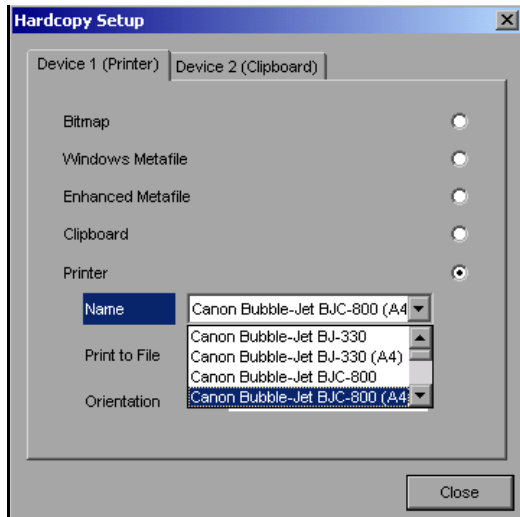 Hardcopy Setup
Device 1 (Printer) Device 2 (Clipboard)
Bitmap
Windows Metafile
Enhanced Metafile
Clipboard
Printer
Name Canon Bubble-Jet BJC-800 (A4
Canon Bubble-Jet BJ-330
Print to File Canon Bubble-Jet BJ-330 (A4)
Canon Bubble-Jet BJC-800
Orientation Canon Bubble-Jet BJC-800 (A4
Close